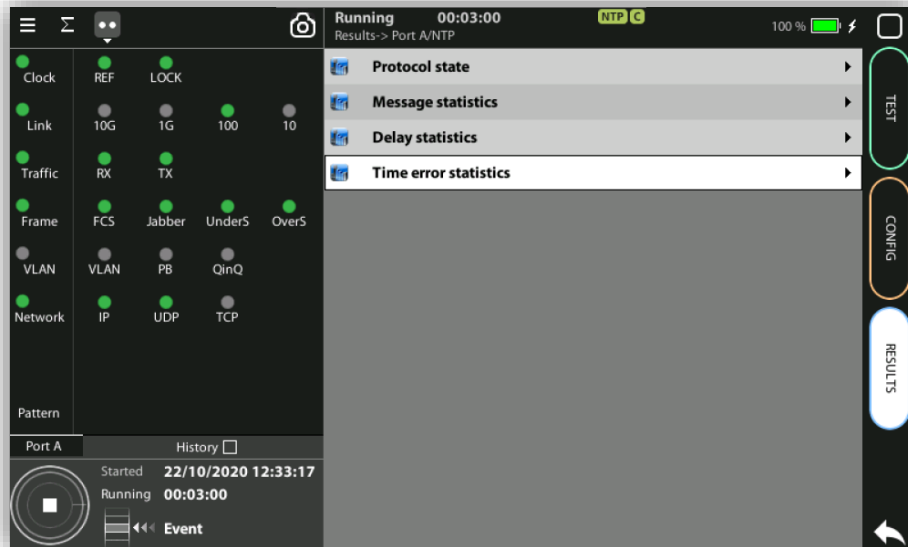 Σ
Running 00:03:00 NTP C 100 %
Results-> Port A/NTP
Clock REF LOCK
Link 10G 1G 100 10
Traffic RX TX
Frame FCS Jabber UnderS OverS
VLAN VLAN PB QinQ
Network IP UDP TCP
Pattern
Port A History
Started 22/10/2020 12:33:17
Running 00:03:00
Event
Protocol state
Message statistics
Delay statistics
Time error statistics
TEST
CONFIG
RESULTS